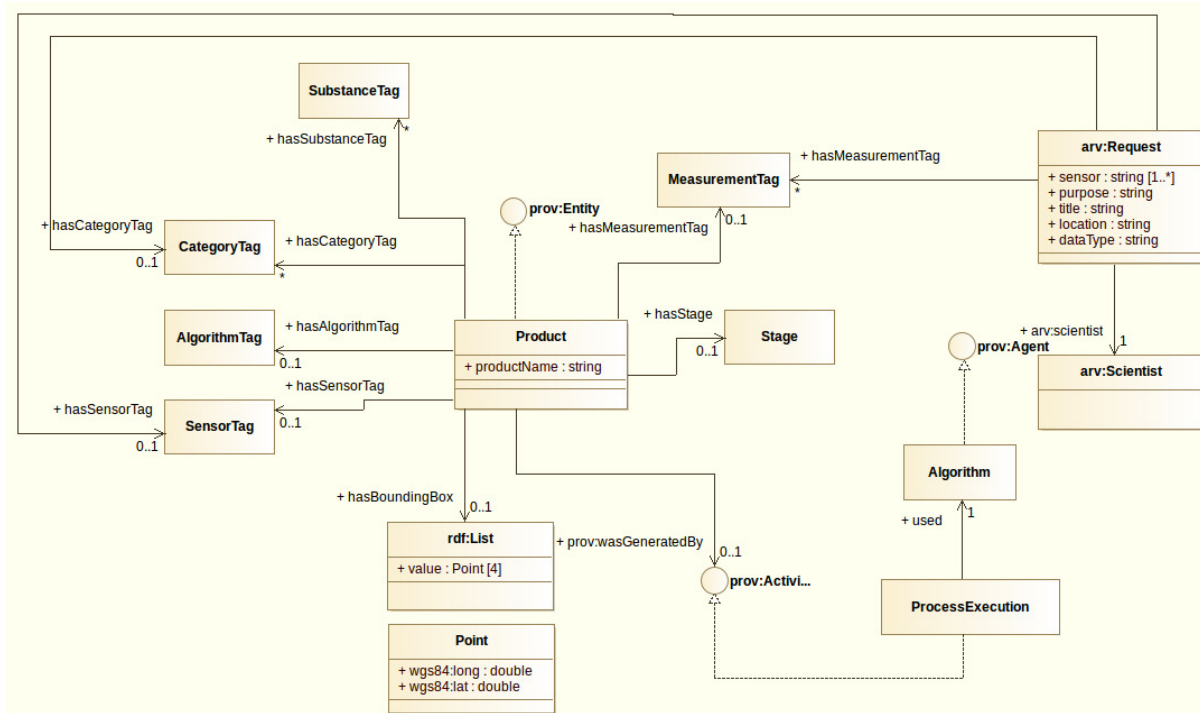 SubstanceTag
*
+ hasSubstanceTag
arv:Request
+ sensor : string [1..*]
+ purpose : string
+ title : string
+ location : string
+ dataType : string
+ hasMeasurementTag
*
MeasurementTag
prov:Entity
+ hasMeasurementTag
0..1
+ hasCategoryTag
0..1
CategoryTag
+ hasCategoryTag
*
AlgorithmTag
+ hasAlgorithmTag
0..1
Product
+ productName : string
+ hasStage
0..1
Stage
+ arv:scientist
1
prov:Agent
arv:Scientist
+ hasSensorTag
0..1
SensorTag
+ hasSensorTag
0..1
Algorithm
+ hasBoundingBox
0..1
rdf:List
+ value : Point [4]
+ prov:wasGeneratedBy
0..1
prov:Activi...
+ used
1
ProcessExecution
Point
+ wgs84:long : double
+ wgs84:lat : double